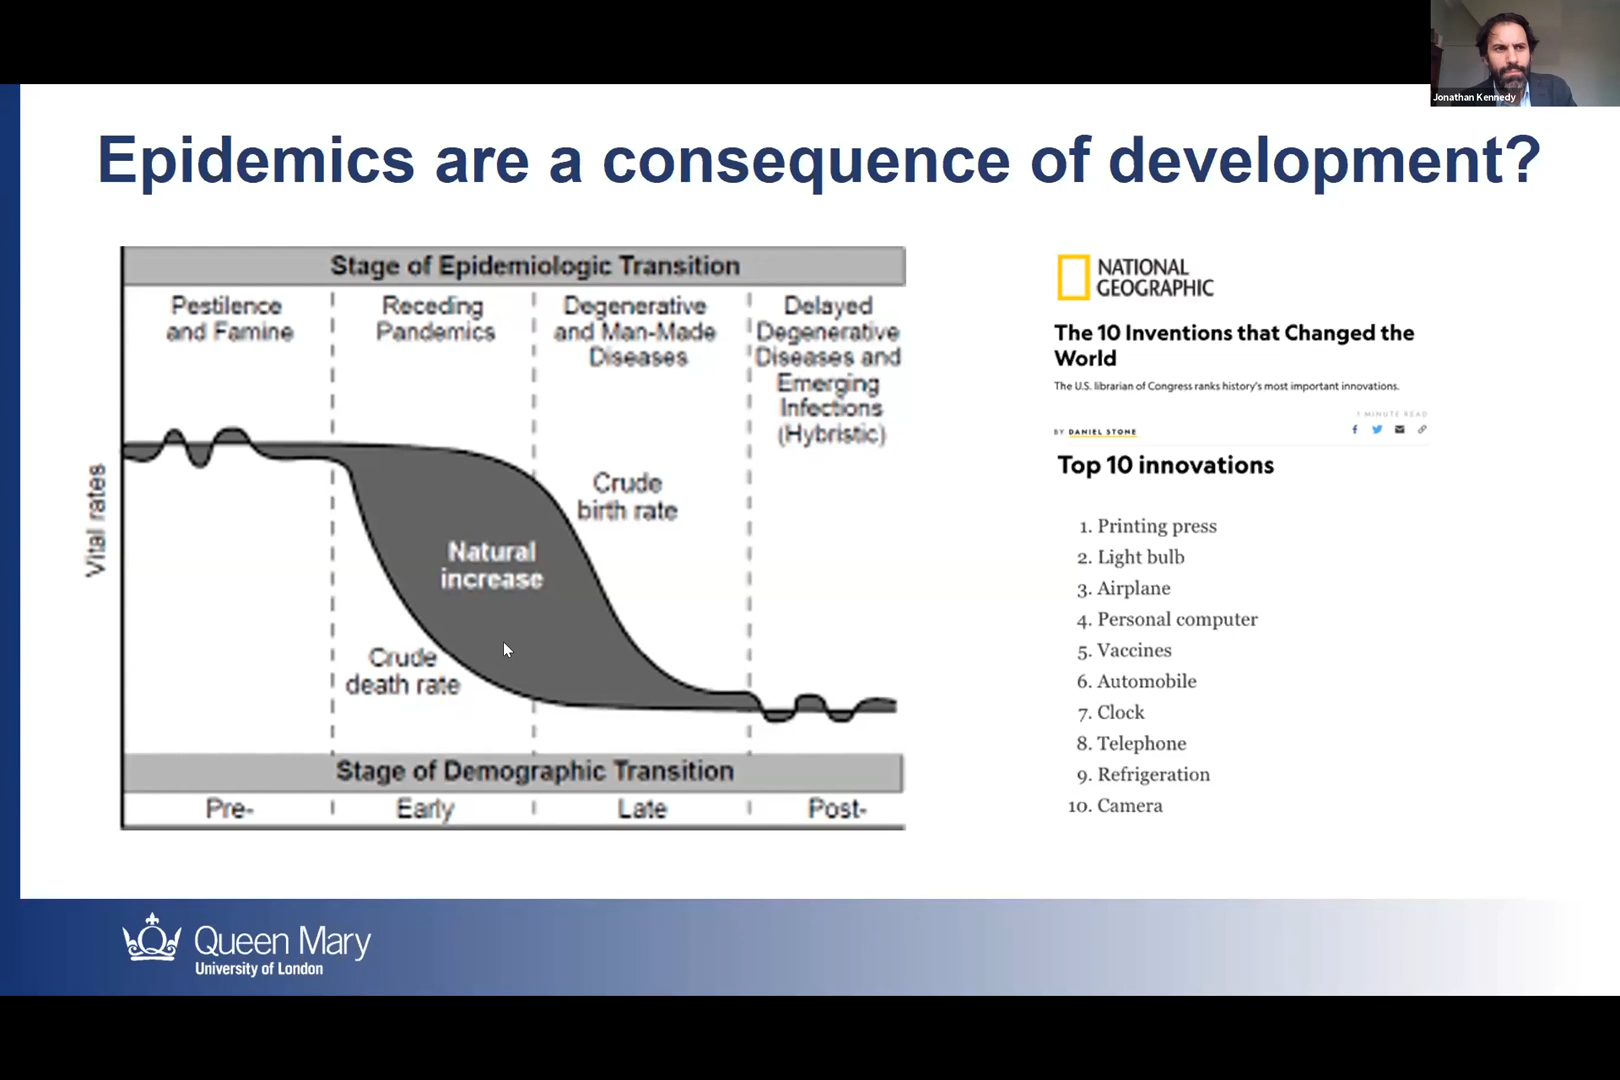 Jonathan Kennedy
Epidemics are a consequence of development?
Stage of Epidemiologic Transition
Pestilence
and Famine
Receding
Pandemics
Degenerative
and Man-Made
Diseases
Delayed
Degenerative
Diseases and
Emerging
Infections
(Hybristic)
Vital rates
Crude
birth rate
Natural
increase
Crude
death rate
Stage of Demographic Transition
Pre-
Early
Late
Post-
NATIONAL
GEOGRAPHIC
The 10 Inventions that Changed the
World
The U.S. librarian of Congress ranks history's most important innovations.
7 MINUTE READ
BY DANIEL STONE
Top 10 innovations
1. Printing press
2. Light bulb
3. Airplane
4. Personal computer
5. Vaccines
6. Automobile
7. Clock
8. Telephone
9. Refrigeration
10. Camera
Queen Mary
University of London